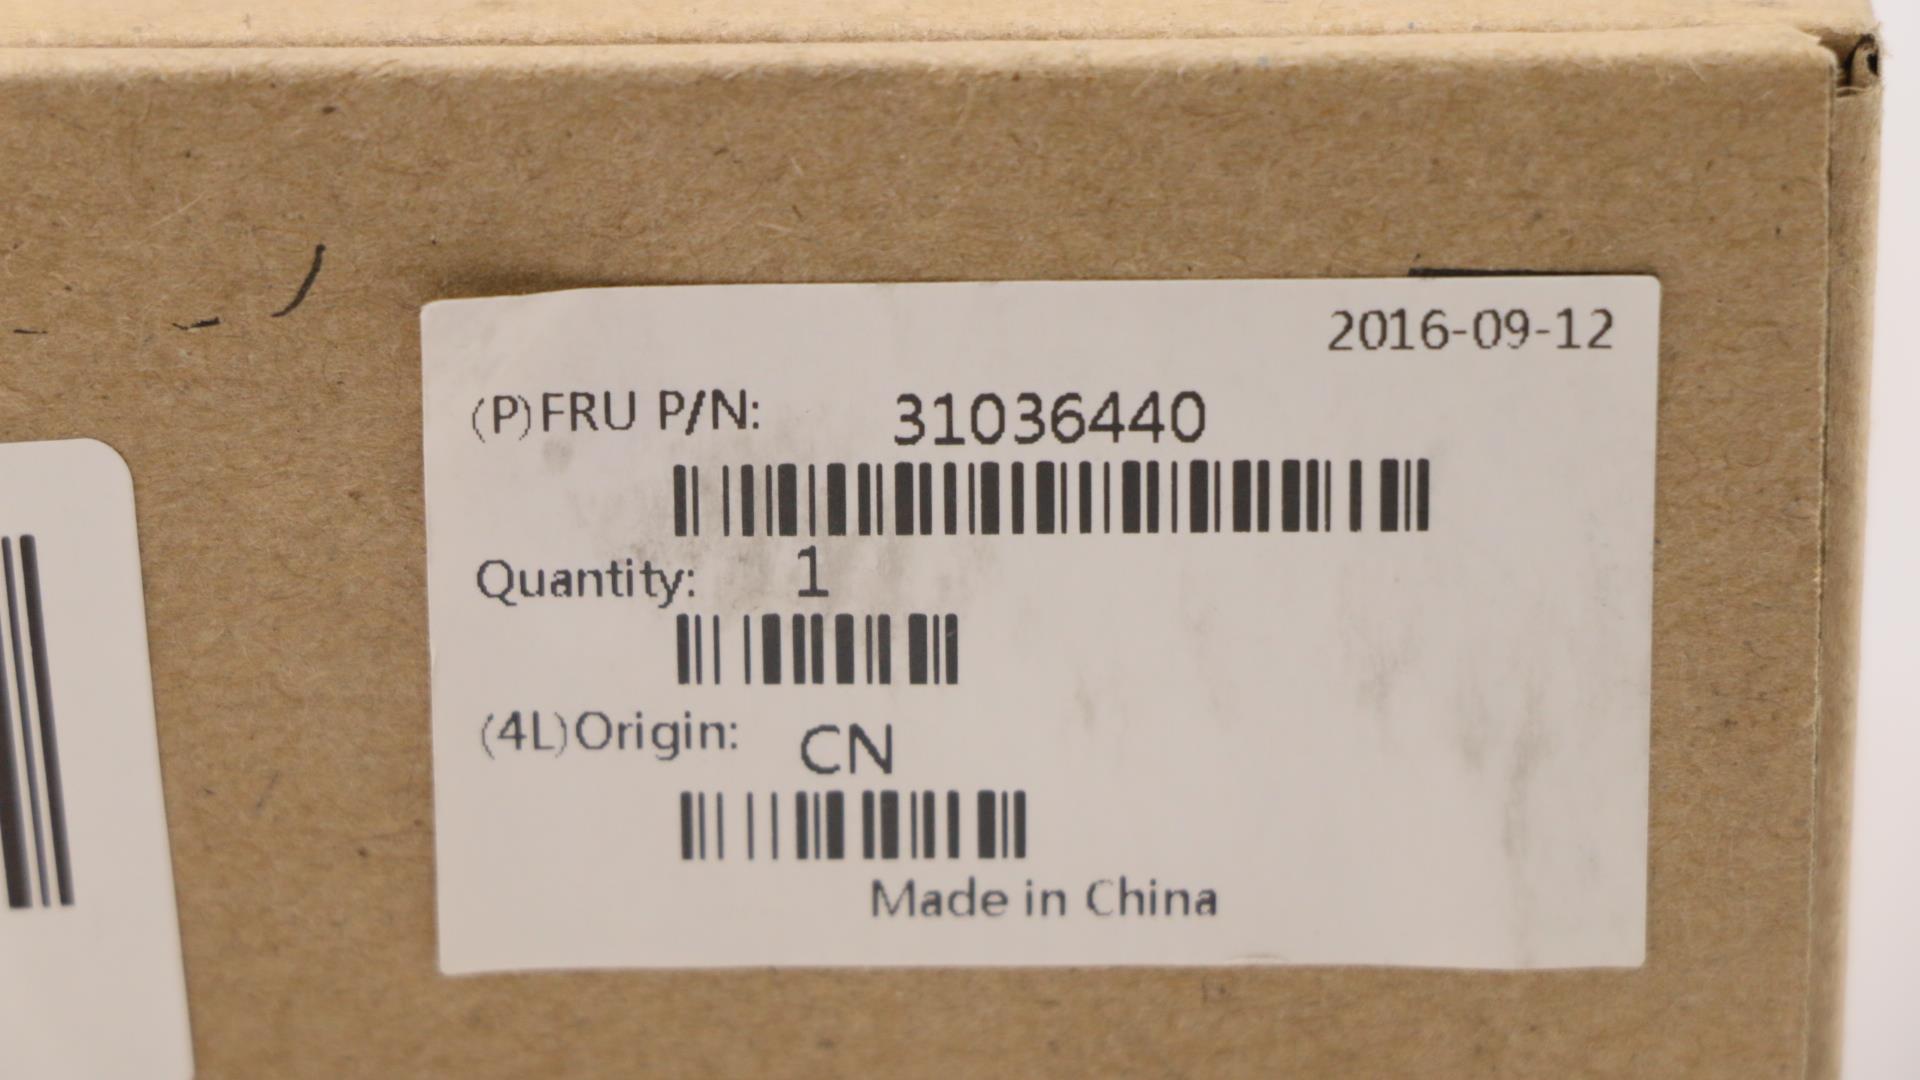 2016-09-12
(P)FRU P/N: 31036440
Quantity: 1
(4L)Origin: CN
Made in China